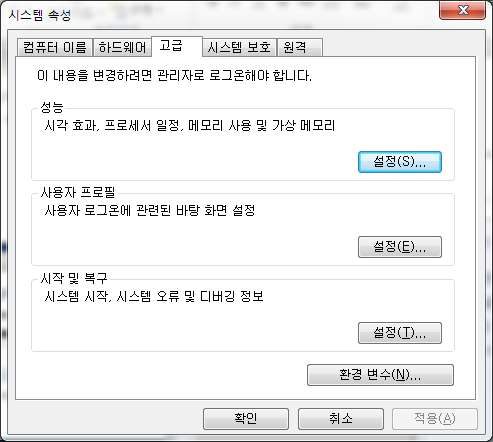 시스템 속성
컴퓨터 이름 하드웨어 고급 시스템 보호 원격
이 내용을 변경하려면 관리자로 로그온해야 합니다.
성능
시각 효과, 프로세서 일정, 메모리 사용 및 가상 메모리
설정(S)...
사용자 프로필
사용자 로그온에 관련된 바탕 화면 설정
설정(E)...
시작 및 복구
시스템 시작, 시스템 오류 및 디버깅 정보
설정(T)...
환경 변수(N)...
확인 취소 적용(A)